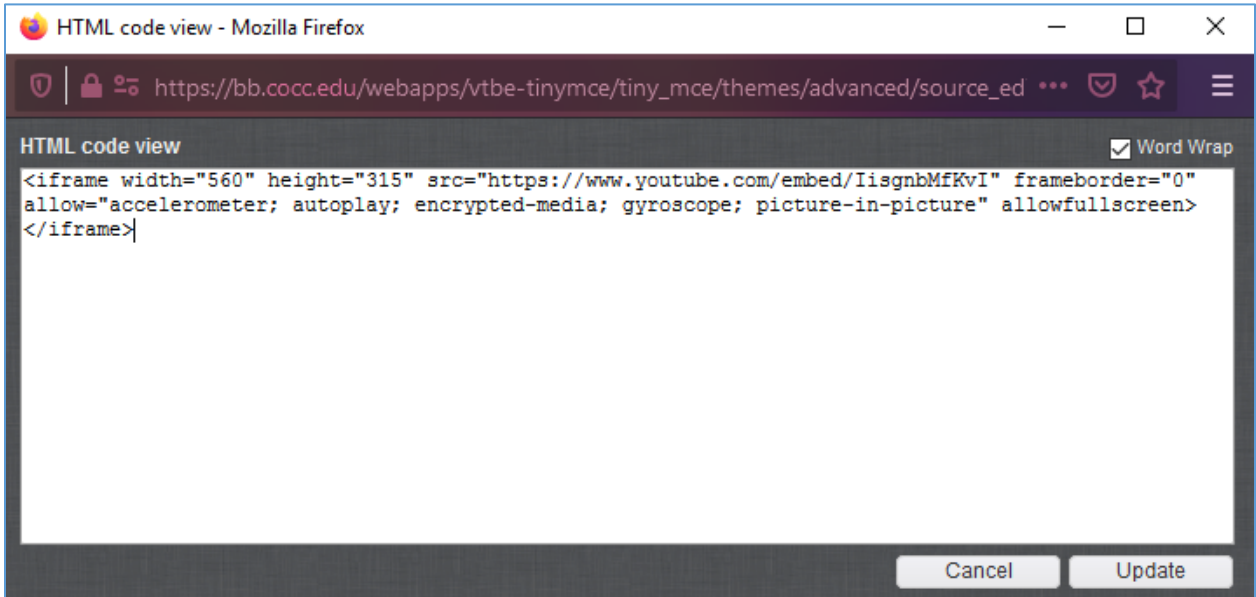 HTML code view - Mozilla Firefox
https://bb.cocc.edu/webapps/vtbe-tinymce/tiny_mce/themes/advanced/source_ed
HTML code view
Word Wrap
<iframe width="560" height="315" src="https://www.youtube.com/embed/IisgnbMfKvI" frameborder="0"
allow="accelerometer; autoplay; encrypted-media; gyroscope; picture-in-picture" allowfullscreen>
</iframe>
Cancel
Update